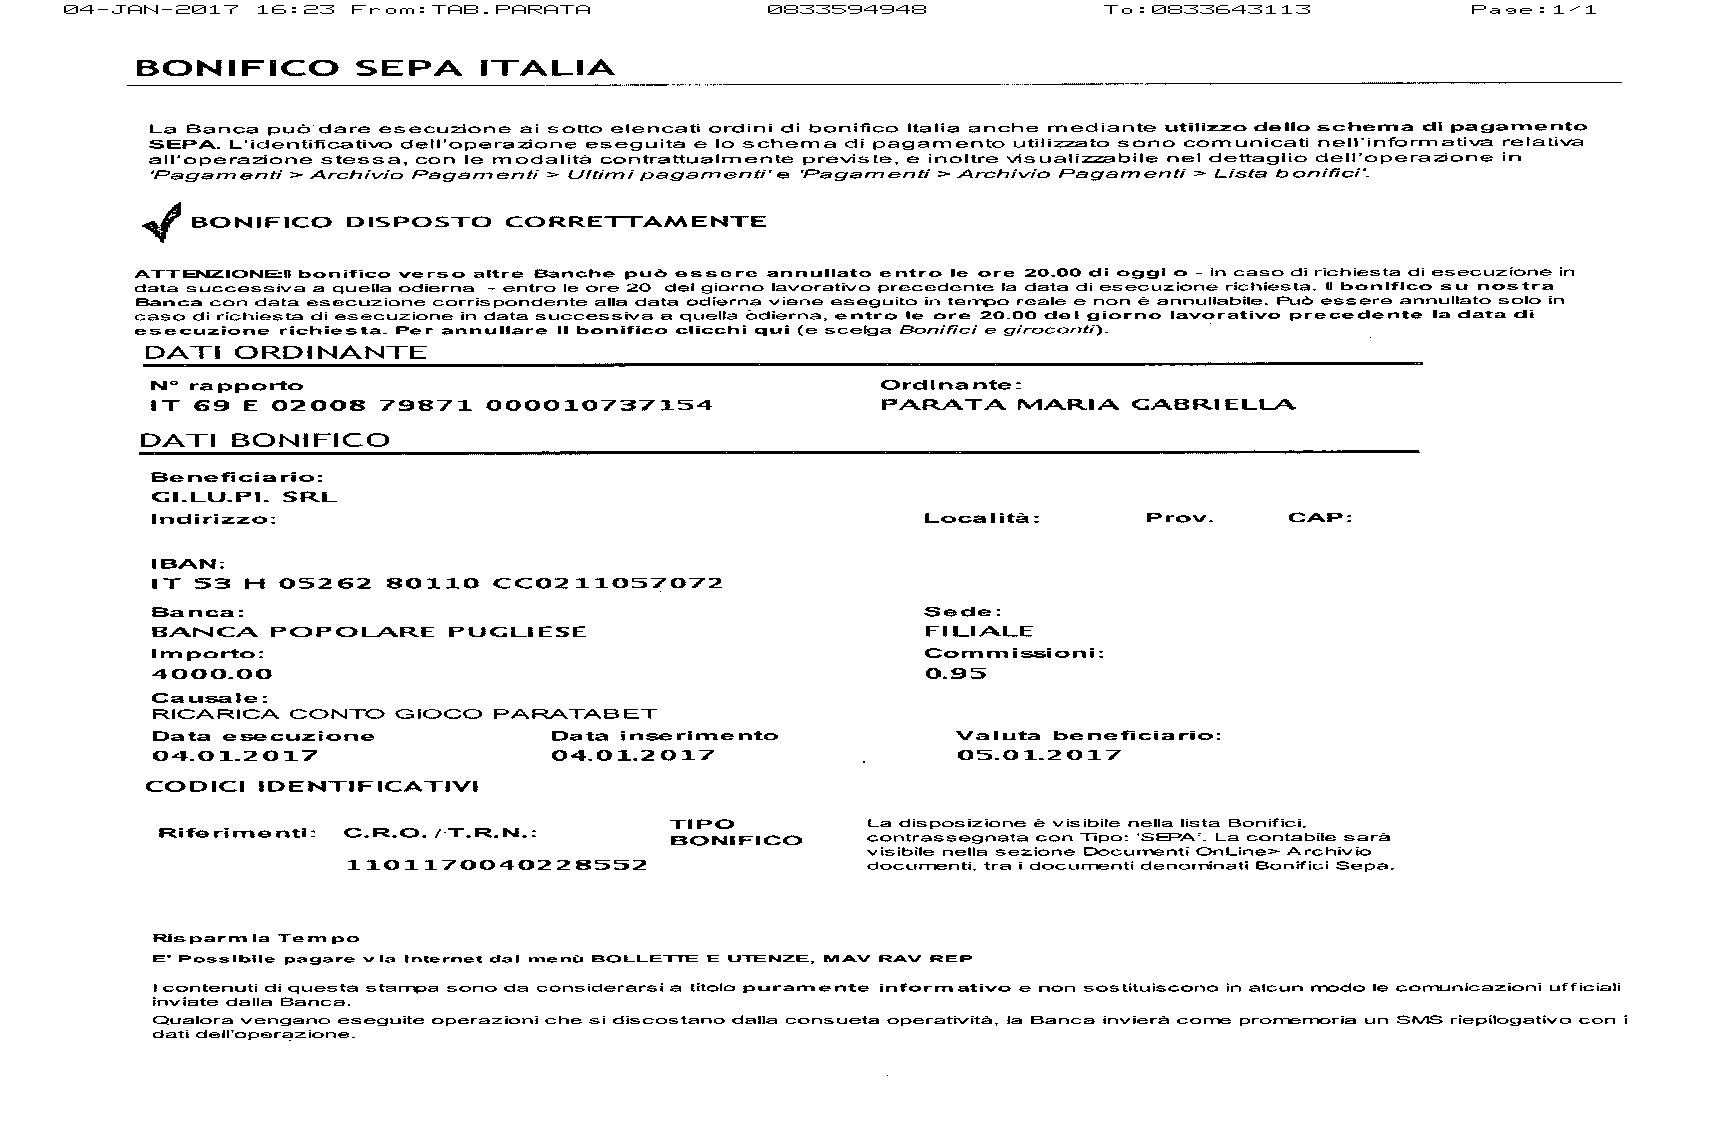 04-JAN-2017 16:23 From:TAB.PARATA 0833594948 To:0833643113 Page:1/1
BONIFICO SEPA ITALIA
La Banca può dare esecuzione ai sotto elencati ordini di bonifico Italia anche mediante utilizzo dello schema di pagamento
SEPA. L'identificativo dell'operazione eseguita e lo schema di pagamento utilizzato sono comunicati nell'informativa relativa
all'operazione stessa, con le modalità contrattualmente previste, e inoltre visualizzabile nel dettaglio dell'operazione in
'Pagamenti > Archivio Pagamenti > Ultimi pagamenti' e 'Pagamenti > Archivio Pagamenti > Lista bonifici'.
BONIFICO DISPOSTO CORRETTAMENTE
ATTENZIONE:Il bonifico verso altre Banche può essere annullato entro le ore 20.00 di oggi o - in caso di richiesta di esecuzione in
data successiva a quella odierna - entro le ore 20 del giorno lavorativo precedente la data di esecuzione richiesta. Il bonifico su nostra
Banca con data esecuzione corrispondente alla data odierna viene eseguito in tempo reale e non è annullabile. Può essere annullato solo in
caso di richiesta di esecuzione in data successiva a quella odierna, entro le ore 20.00 del giorno lavorativo precedente la data di
esecuzione richiesta. Per annullare il bonifico clicchi qui (e scelga Bonifici e giroconti).
DATI ORDINANTE
N° rapporto Ordinante:
IT 69 E 02008 79871 000010737154 PARATA MARIA GABRIELLA
DATI BONIFICO
Beneficiario:
GI.LU.PI. SRL
Indirizzo: Località: Prov. CAP:
IBAN:
IT 53 H 05262 80110 CC0211057072
Banca: Sede:
BANCA POPOLARE PUGLIESE FILIALE
Importo: Commissioni:
4000.00 0.95
Causale:
RICARICA CONTO GIOCO PARATABET
Data esecuzione Data inserimento Valuta beneficiario:
04.01.2017 04.01.2017 05.01.2017
CODICI IDENTIFICATIVI
Riferimenti: C.R.O. / T.R.N.: TIPO BONIFICO La disposizione è visibile nella lista Bonifici,
contrassegnata con Tipo: 'SEPA'. La contabile sarà
visibile nella sezione Documenti OnLine> Archivio
1101170040228552 documenti, tra i documenti denominati Bonifici Sepa.
Risparmia Tempo
E' Possibile pagare via Internet dal menù BOLLETTE E UTENZE, MAV RAV REP
I contenuti di questa stampa sono da considerarsi a titolo puramente informativo e non sostituiscono in alcun modo le comunicazioni ufficiali
inviate dalla Banca.
Qualora vengano eseguite operazioni che si discostano dalla consueta operatività, la Banca invierà come promemoria un SMS riepilogativo con i
dati dell'operazione.